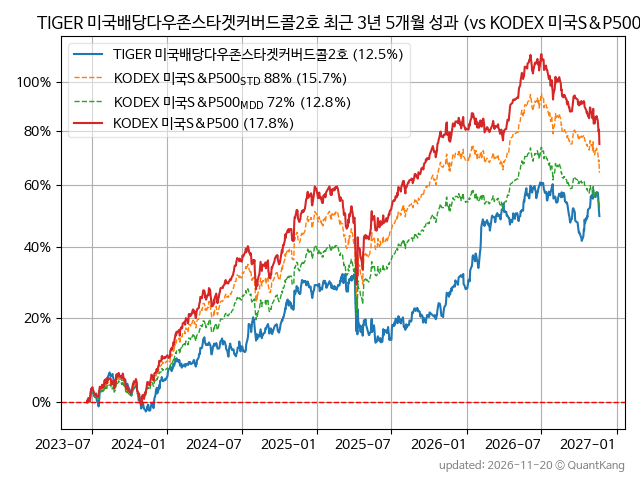 TIGER 미국배당다우존스타겟커버드콜2호 최근 3년 5개월 성과 (vs KODEX 미국S&P500
TIGER 미국배당다우존스타겟커버드콜2호 (12.5%)
KODEX 미국S&P500STD 88% (15.7%)
KODEX 미국S&P500MDD 72% (12.8%)
KODEX 미국S&P500 (17.8%)
100%
80%
60%
40%
20%
0%
2023-07 2024-01 2024-07 2025-01 2025-07 2026-01 2026-07 2027-01
updated: 2026-11-20 © QuantKang